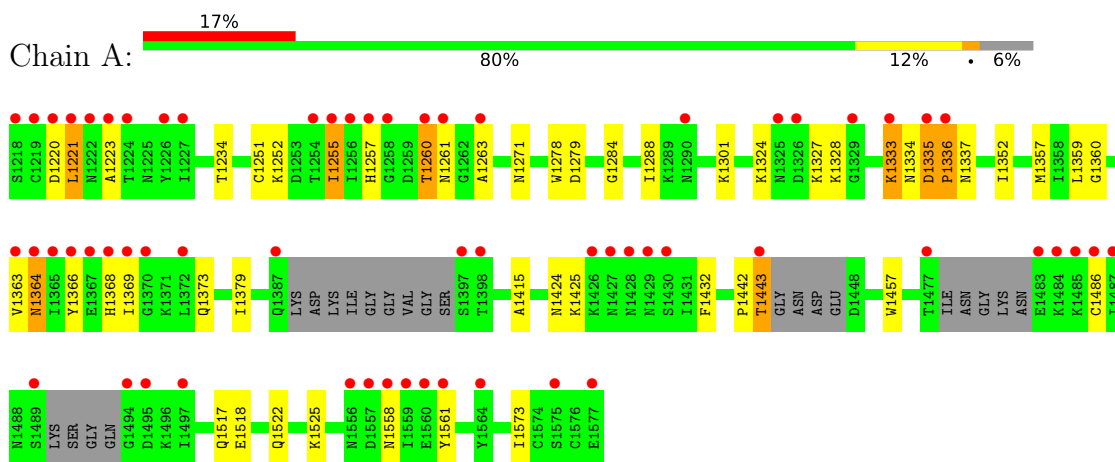 17%
Chain A:
80% 12% • 6%
S1218 C1219 D1220 L1221 N1222 A1223 T1224 N1225 Y1226 I1227 T1234 C1251 K1252 D1253 T1254 I1255 I1256 H1257 G1258 D1259 T1260 N1261 G1262 A1263 N1271 W1278 D1279 G1284 I1288 K1289 N1290 K1301 K1324 N1325 D1326 K1327 K1328 G1329 K1333 N1334 D1335 P1336 N1337 I1352 M1357 I1358 L1359 G1360
V1363 N1364 I1365 Y1366 E1367 H1368 I1369 G1370 K1371 L1372 Q1373 I1379 Q1387 LYS ASP LYS ILE GLY GLY VAL GLY SER S1397 T1398 A1415 N1424 K1425 K1426 N1427 N1428 N1429 S1430 I1431 F1432 P1442 T1443 GLY ASN ASP GLU D1448 W1457 T1477 ILE ASN GLY LYS ASN E1483 K1484 K1485 C1486 I1487
N1488 S1489 LYS SER GLY GLN G1494 D1495 K1496 I1497 Q1517 E1518 Q1522 K1525 N1556 D1557 N1558 I1559 E1560 Y1561 Y1564 I1573 C1574 S1575 C1576 E1577